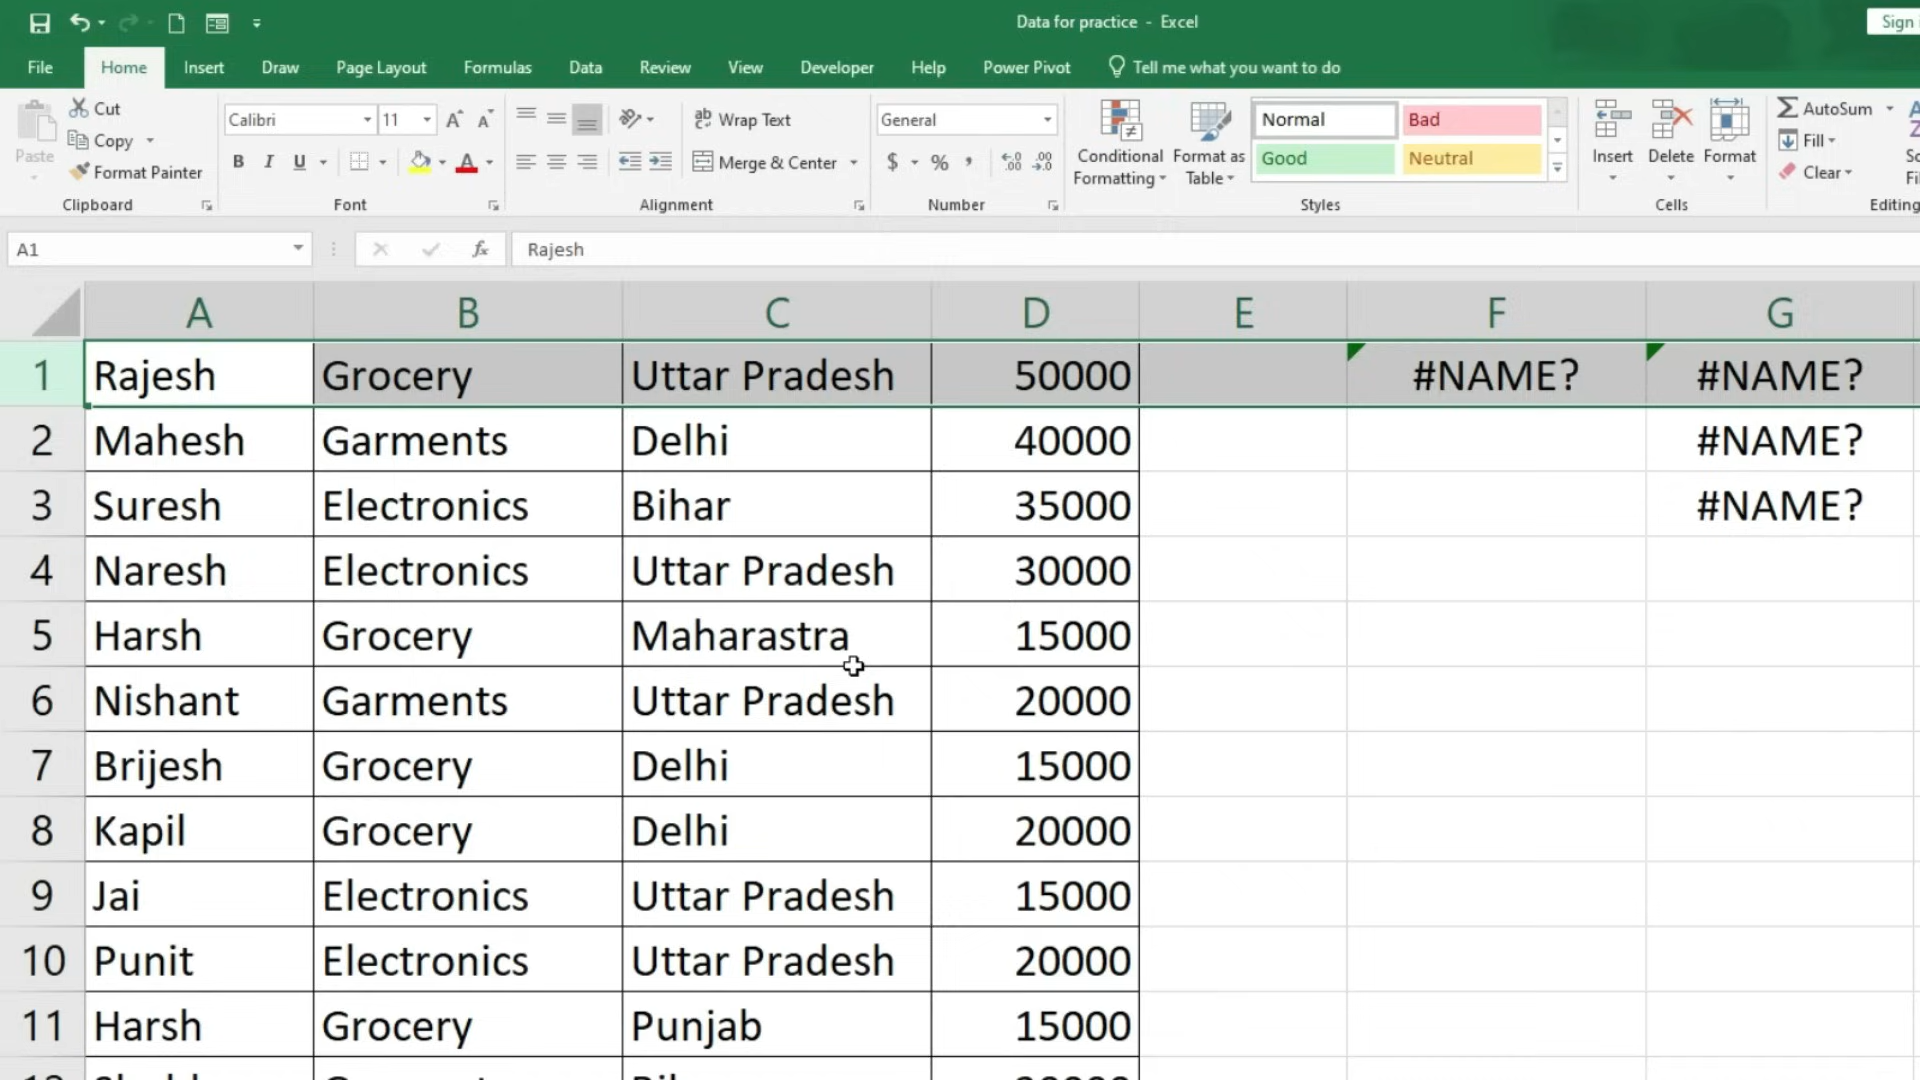 Data for practice - Excel
Sign
File Home Insert Draw Page Layout Formulas Data Review View Developer Help Power Pivot Tell me what you want to do
Paste
Cut
Copy
Format Painter
Clipboard
Calibri 11
B I U
Font
Wrap Text
Merge & Center
Alignment
General
$ % ,
Number
Conditional Formatting
Format as Table
Normal Bad
Good Neutral
Styles
Insert Delete Format
Cells
AutoSum
Fill
Clear
Editing
A1 fx Rajesh
A B C D E F G
1 Rajesh Grocery Uttar Pradesh 50000 #NAME? #NAME?
2 Mahesh Garments Delhi 40000 #NAME?
3 Suresh Electronics Bihar 35000 #NAME?
4 Naresh Electronics Uttar Pradesh 30000
5 Harsh Grocery Maharastra 15000
6 Nishant Garments Uttar Pradesh 20000
7 Brijesh Grocery Delhi 15000
8 Kapil Grocery Delhi 20000
9 Jai Electronics Uttar Pradesh 15000
10 Punit Electronics Uttar Pradesh 20000
11 Harsh Grocery Punjab 15000